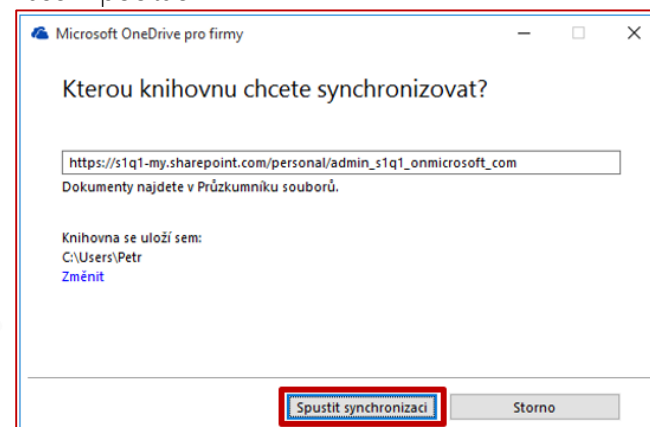 Microsoft OneDrive pro firmy
Kterou knihovnu chcete synchronizovat?
https://s1q1-my.sharepoint.com/personal/admin_s1q1_onmicrosoft_com
Dokumenty najdete v Průzkumníku souborů.
Knihovna se uloží sem:
C:\Users\Petr
Změnit
Spustit synchronizaci Storno